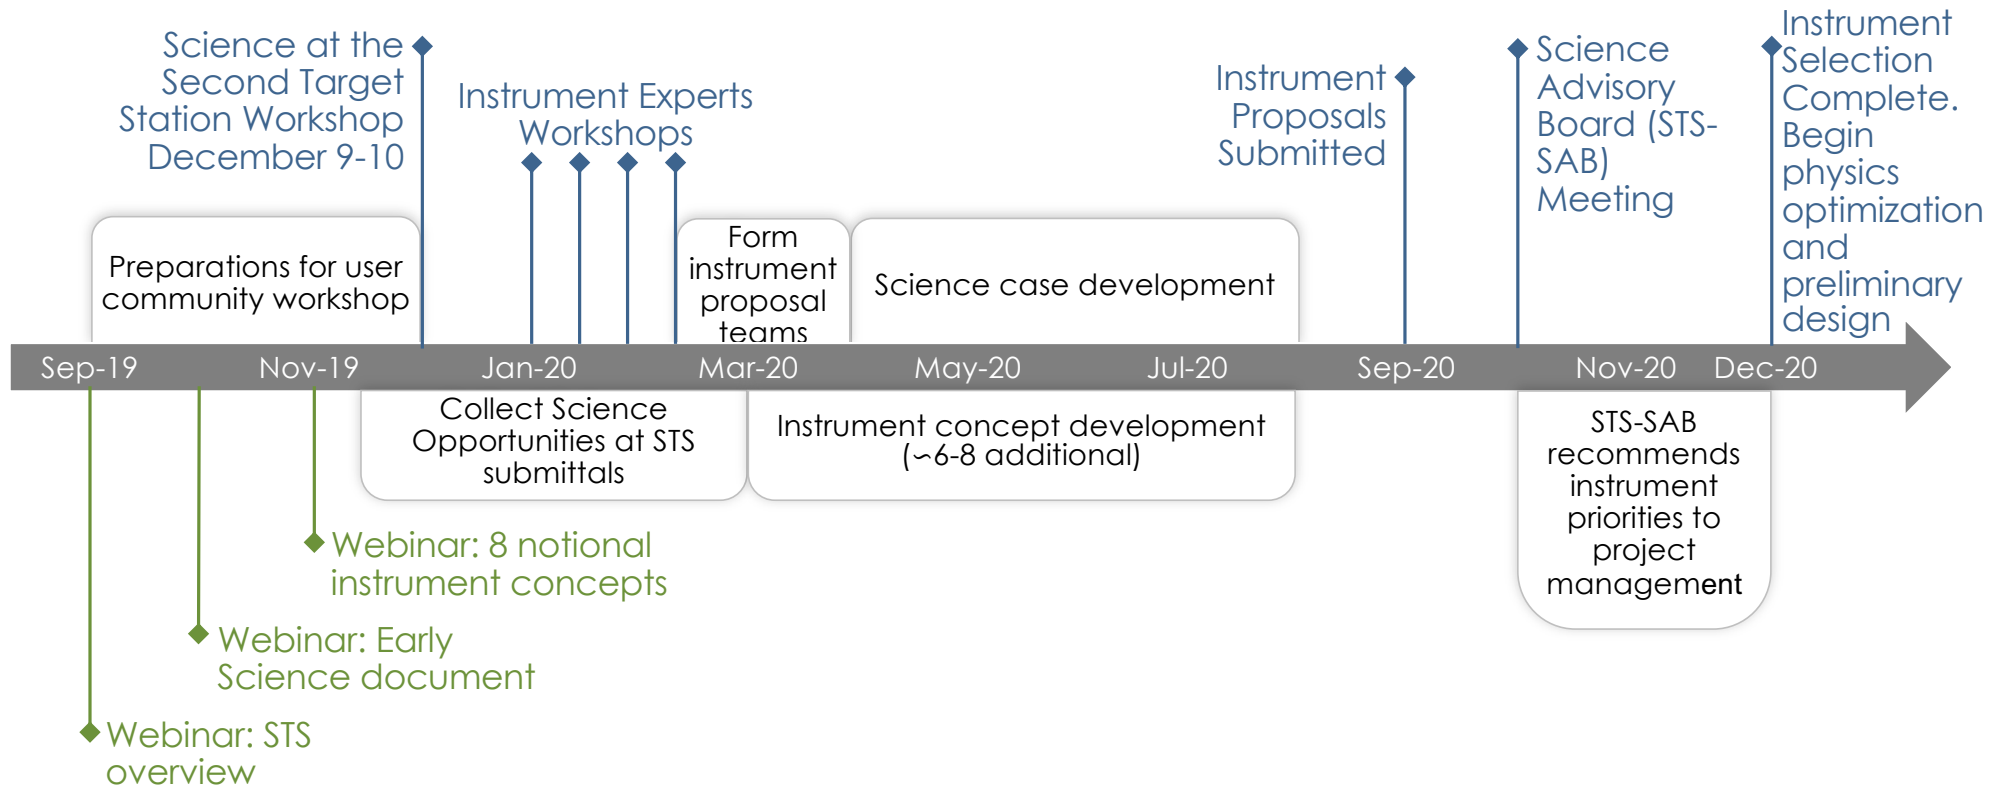 Science at the
Second Target
Station Workshop
December 9-10
Instrument Experts
Workshops
Instrument
Proposals
Submitted
Science
Advisory
Board (STS-
SAB)
Meeting
Instrument
Selection
Complete.
Begin
physics
optimization
and
preliminary
design
Preparations for user
community workshop
Form
instrument
proposal
teams
Science case development
Sep-19
Nov-19
Jan-20
Mar-20
May-20
Jul-20
Sep-20
Nov-20
Dec-20
Collect Science
Opportunities at STS
submittals
Instrument concept development
(~6-8 additional)
STS-SAB
recommends
instrument
priorities to
project
management
Webinar: 8 notional
instrument concepts
Webinar: Early
Science document
Webinar: STS
overview